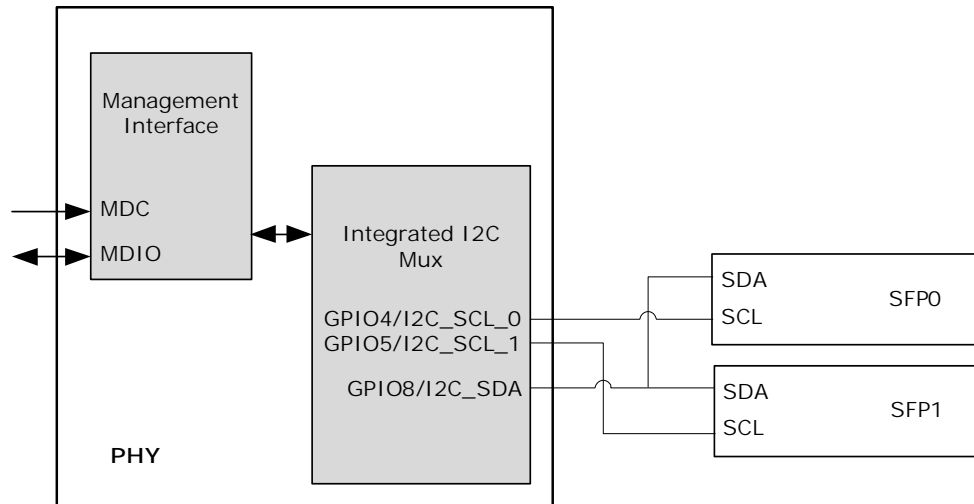 Management
Interface
MDC
MDIO
Integrated I2C
Mux
GPIO4/I2C_SCL_0
GPIO5/I2C_SCL_1
GPIO8/I2C_SDA
PHY
SDA
SFP0
SCL
SDA
SFP1
SCL